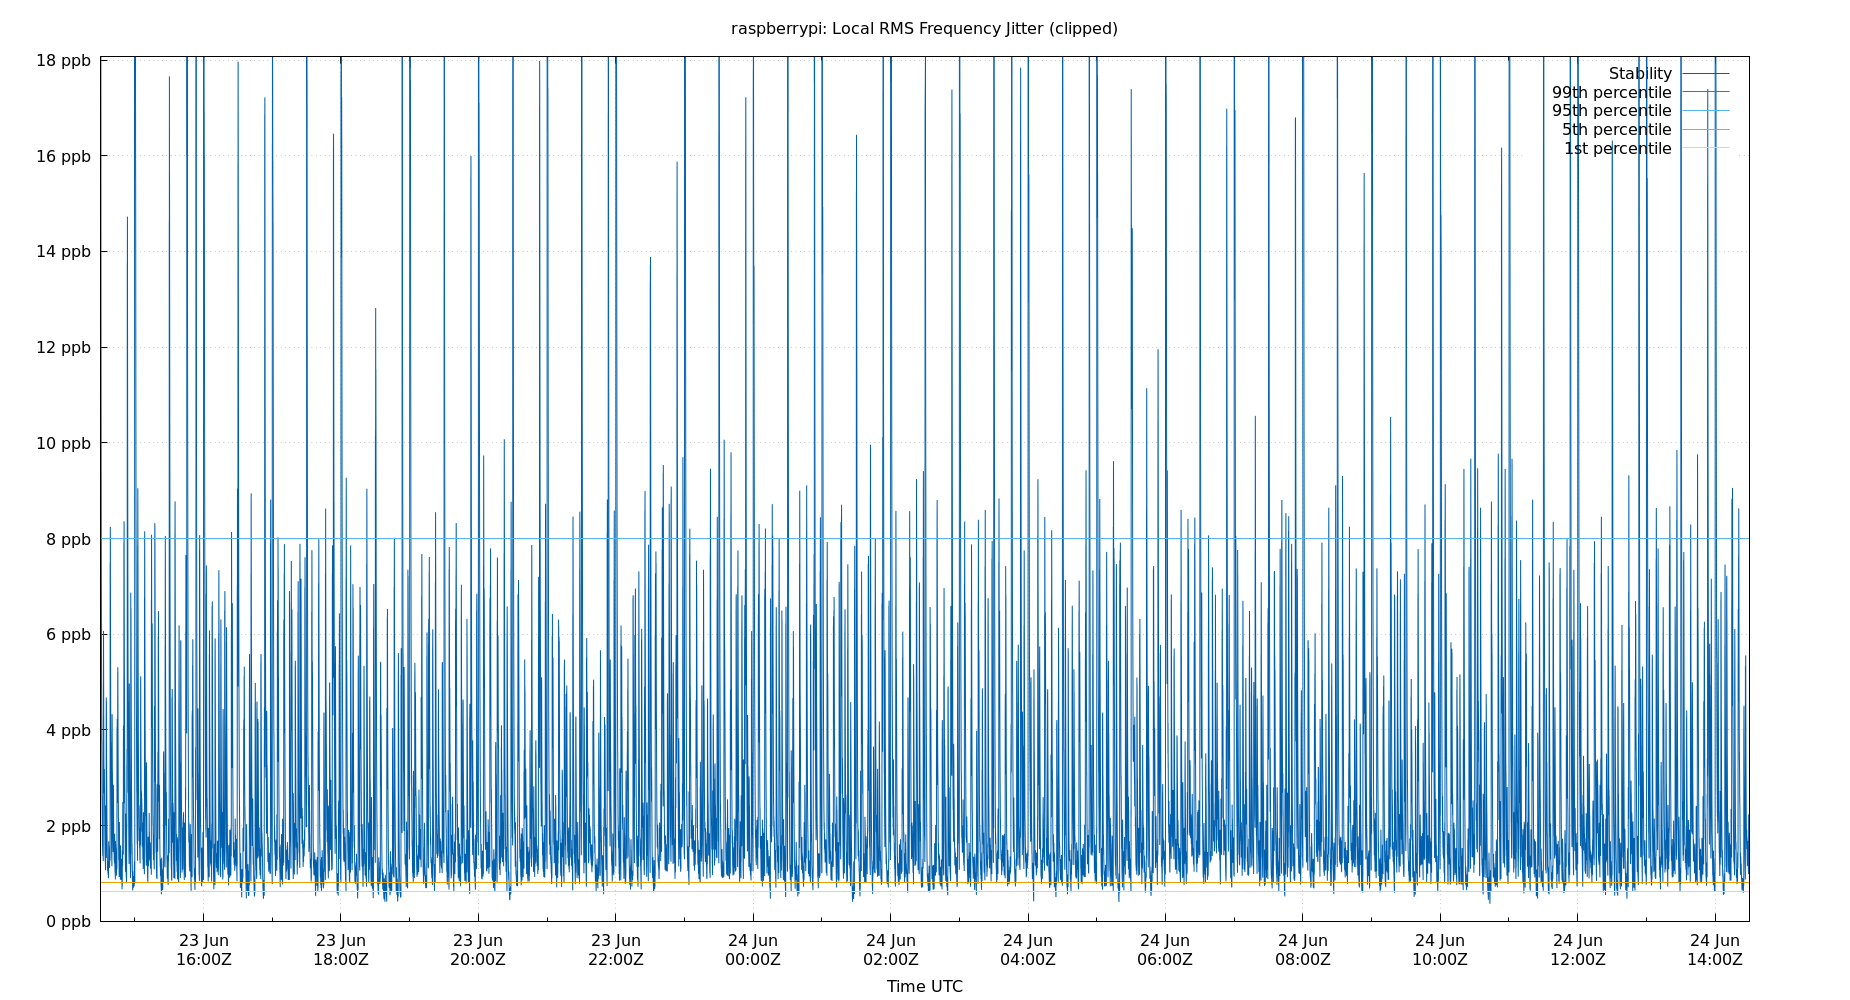 raspberrypi: Local RMS Frequency Jitter (clipped)
18 ppb
16 ppb
14 ppb
12 ppb
10 ppb
8 ppb
6 ppb
4 ppb
2 ppb
0 ppb
Stability
99th percentile
95th percentile
5th percentile
1st percentile
23 Jun
16:00Z
23 Jun
18:00Z
23 Jun
20:00Z
23 Jun
22:00Z
24 Jun
00:00Z
24 Jun
02:00Z
24 Jun
04:00Z
24 Jun
06:00Z
24 Jun
08:00Z
24 Jun
10:00Z
24 Jun
12:00Z
24 Jun
14:00Z
Time UTC